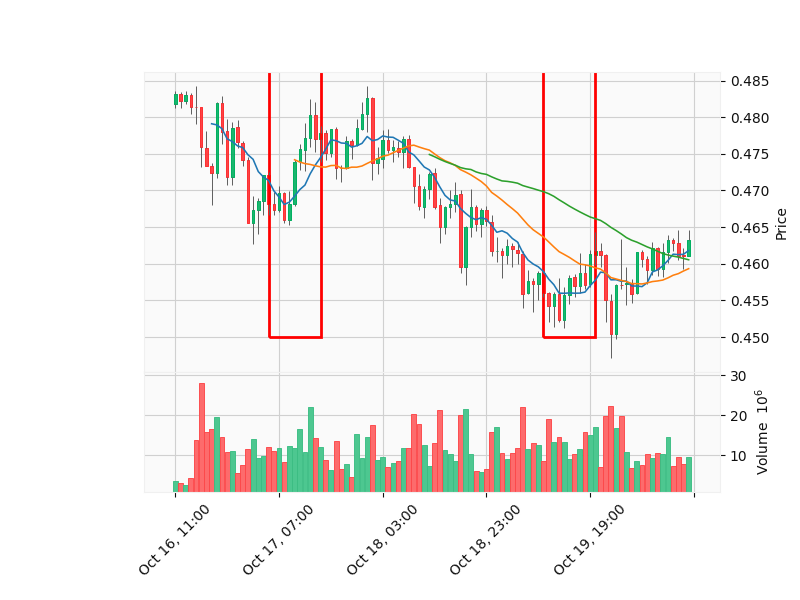 0.485
0.480
0.475
0.470
0.465
0.460
0.455
0.450
Price
30
20
10
Volume 10^6
Oct 16, 11:00
Oct 17, 07:00
Oct 18, 03:00
Oct 18, 23:00
Oct 19, 19:00